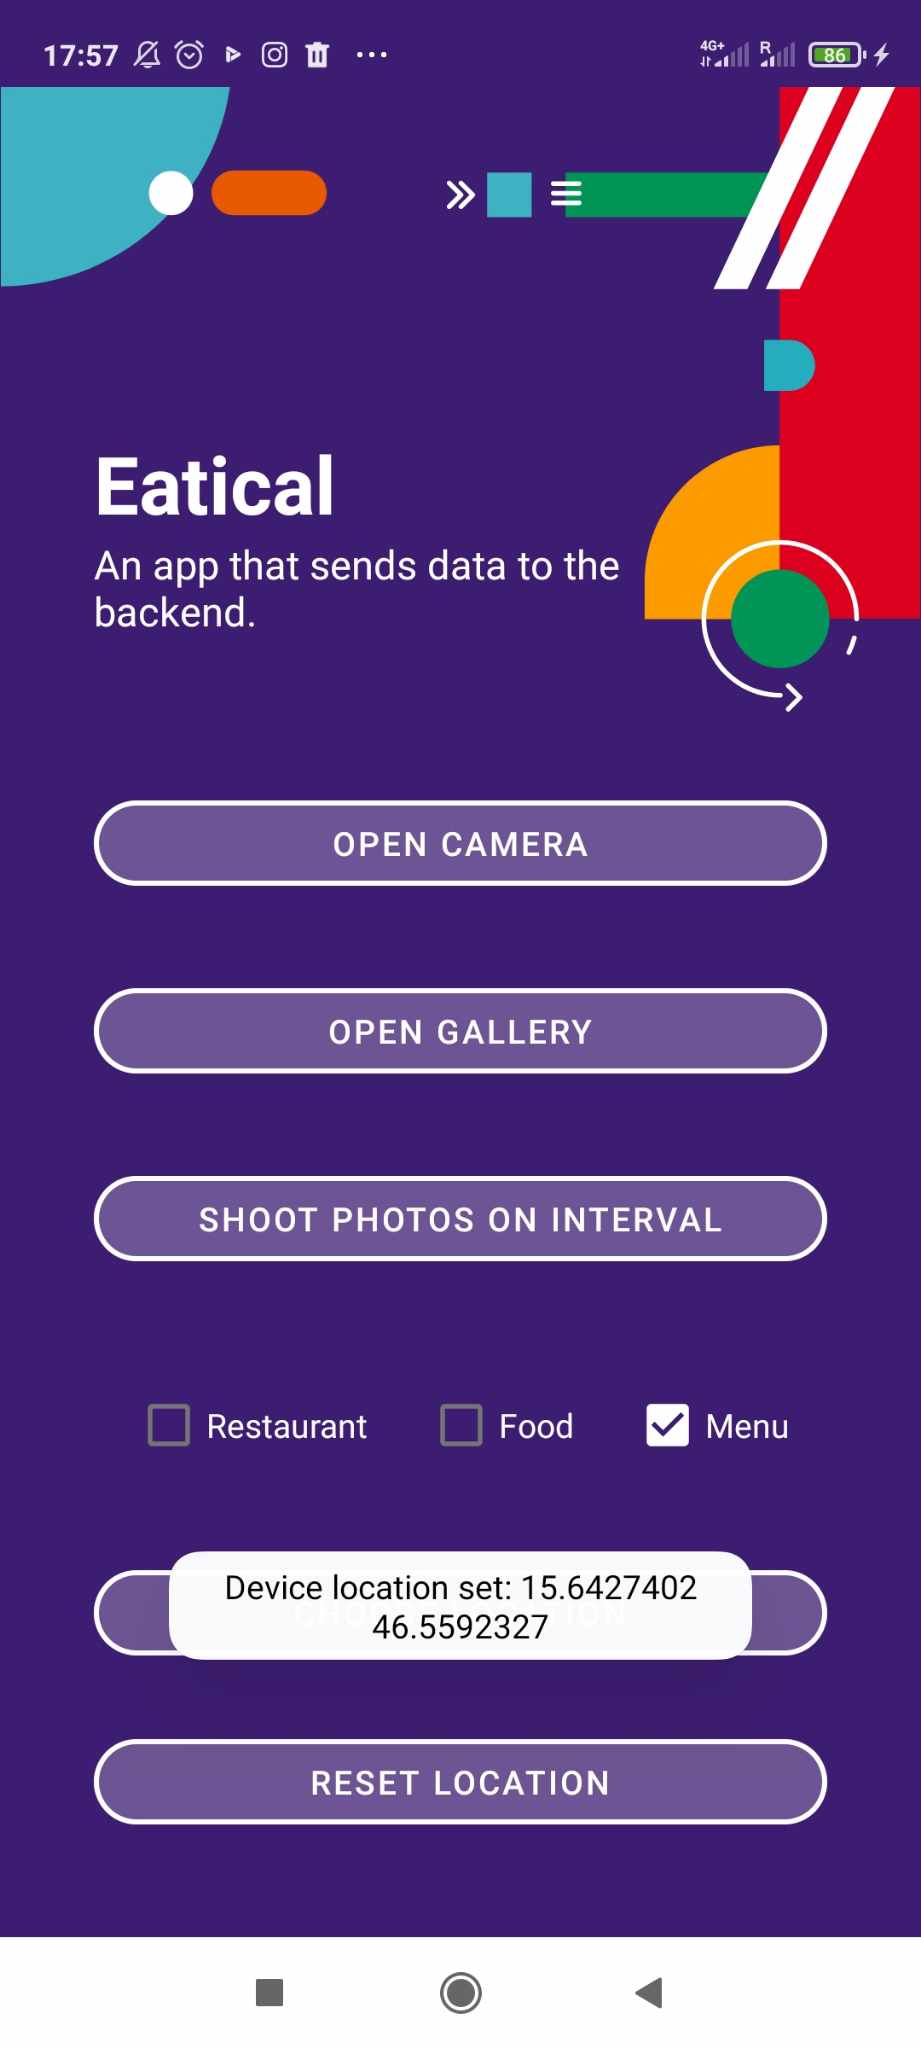 17:57
4G+ R 86
Eatical
An app that sends data to the
backend.
OPEN CAMERA
OPEN GALLERY
SHOOT PHOTOS ON INTERVAL
Restaurant Food Menu
Device location set: 15.6427402
46.5592327
RESET LOCATION